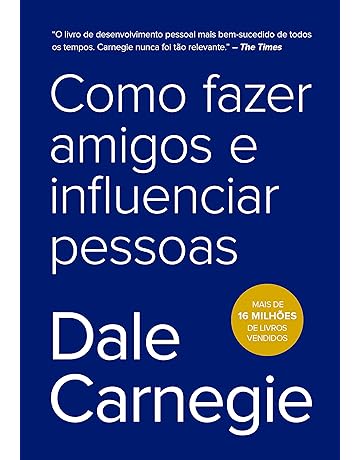 "O livro de desenvolvimento pessoal mais bem-sucedido de todos
os tempos. Carnegie nunca foi tão relevante." – The Times
Como fazer
amigos e
influenciar
pessoas
MAIS DE
16 MILHÕES
DE LIVROS
VENDIDOS
Dale
Carnegie